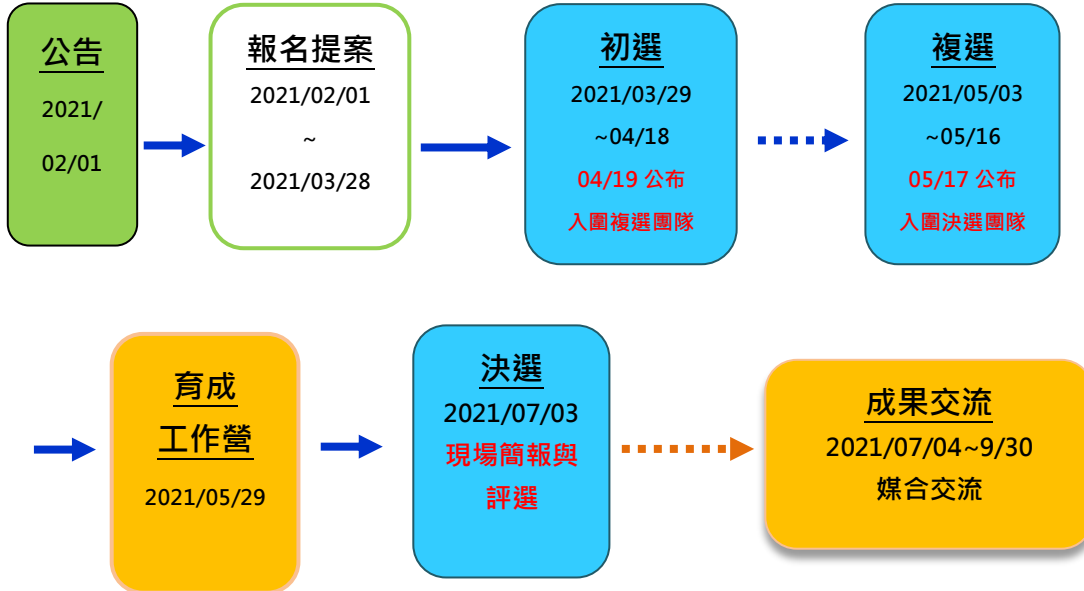 公告
2021/
02/01
報名提案
2021/02/01
~
2021/03/28
初選
2021/03/29
~04/18
04/19 公布
入圍複選團隊
複選
2021/05/03
~05/16
05/17 公布
入圍決選團隊
育成
工作營
2021/05/29
決選
2021/07/03
現場簡報與
評選
成果交流
2021/07/04~9/30
媒合交流